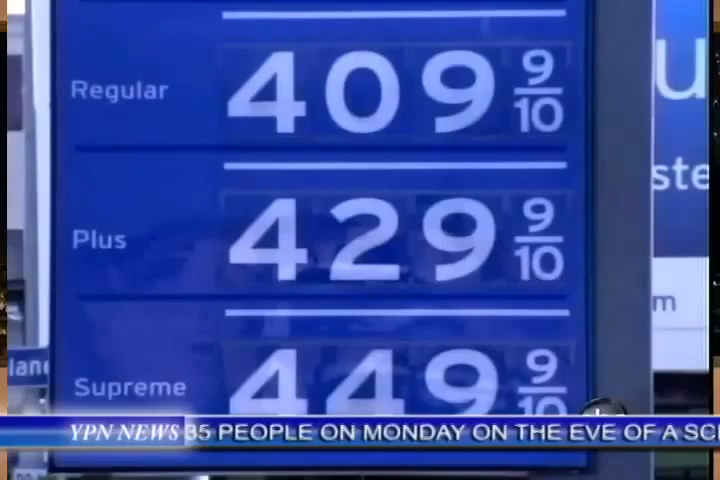 Regular 409 9/10
Plus 429 9/10
Supreme 449 9/10
YPN NEWS 35 PEOPLE ON MONDAY ON THE EVE OF A